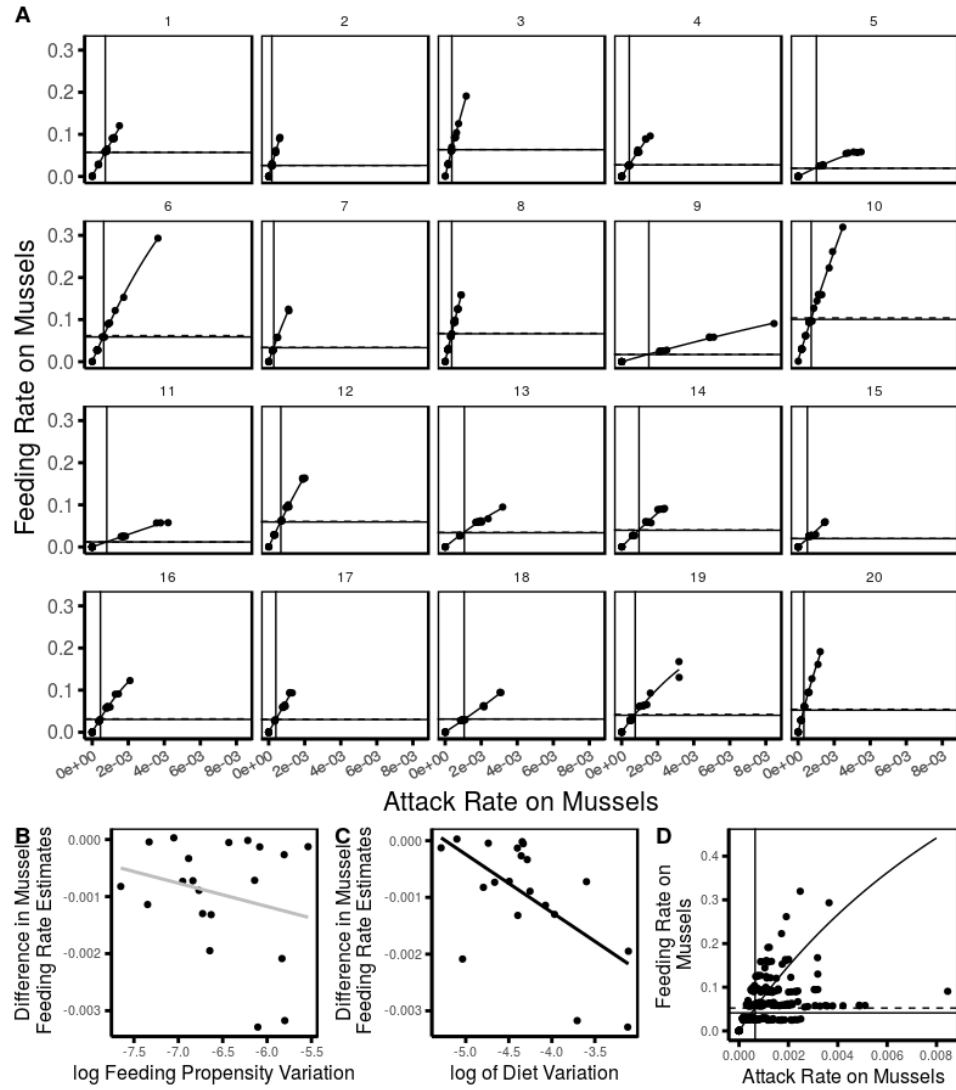 A
1 2 3 4 5
0.3
0.2
0.1
0.0
6 7 8 9 10
0.3
0.2
0.1
0.0
11 12 13 14 15
0.3
0.2
0.1
0.0
16 17 18 19 20
0.3
0.2
0.1
0.0
Feeding Rate on Mussels
0e+00 2e-03 4e-03 6e-03 8e-03 0e+00 2e-03 4e-03 6e-03 8e-03 0e+00 2e-03 4e-03 6e-03 8e-03 0e+00 2e-03 4e-03 6e-03 8e-03 0e+00 2e-03 4e-03 6e-03 8e-03
Attack Rate on Mussels
B
Difference in Mussel
Feeding Rate Estimates
0.000
-0.001
-0.002
-0.003
-7.5 -7.0 -6.5 -6.0 -5.5
log Feeding Propensity Variation
C
Difference in Mussel
Feeding Rate Estimates
0.000
-0.001
-0.002
-0.003
-5.0 -4.5 -4.0 -3.5
log of Diet Variation
D
Feeding Rate on
Mussels
0.4
0.3
0.2
0.1
0.0
0.000 0.002 0.004 0.006 0.008
Attack Rate on Mussels